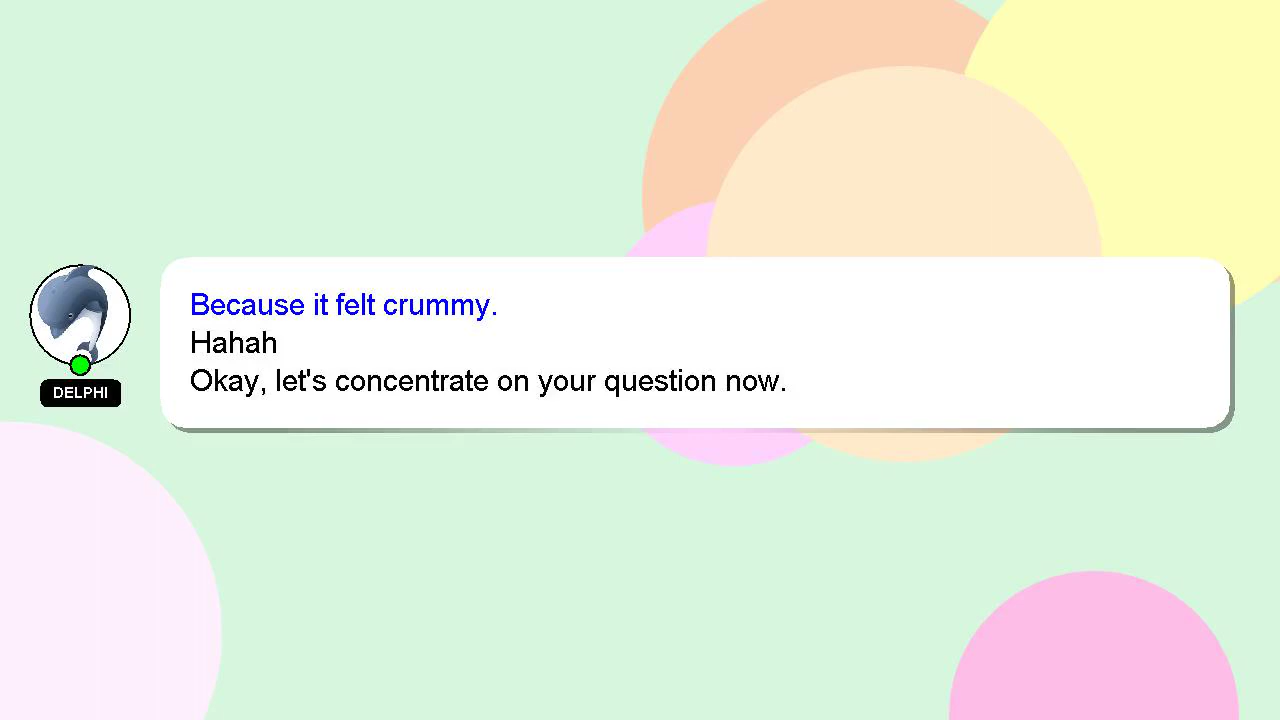 Because it felt crummy.
Hahah
Okay, let's concentrate on your question now.
DELPHI